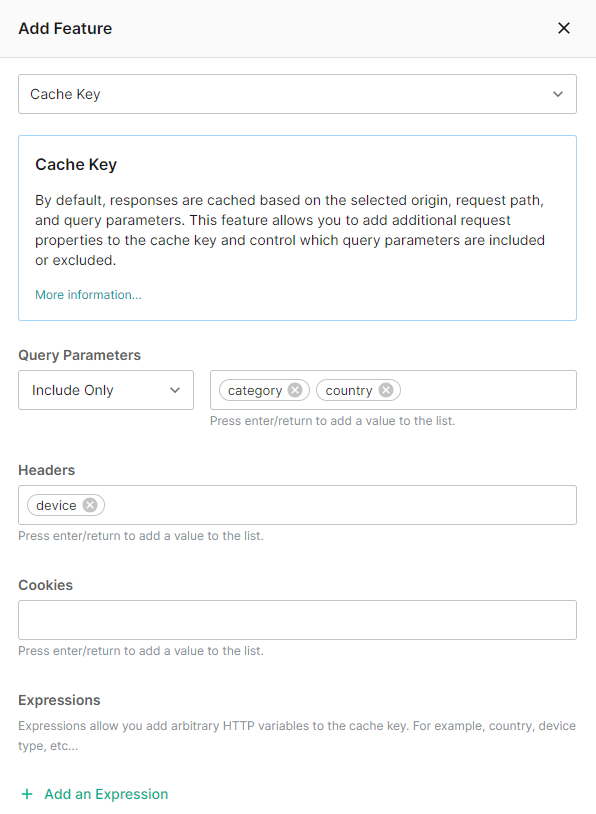 Add Feature
Cache Key
Cache Key
By default, responses are cached based on the selected origin, request path,
and query parameters. This feature allows you to add additional request
properties to the cache key and control which query parameters are included
or excluded.
More information...
Query Parameters
Include Only
category country
Press enter/return to add a value to the list.
Headers
device
Press enter/return to add a value to the list.
Cookies
Press enter/return to add a value to the list.
Expressions
Expressions allow you add arbitrary HTTP variables to the cache key. For example, country, device
type, etc...
+ Add an Expression